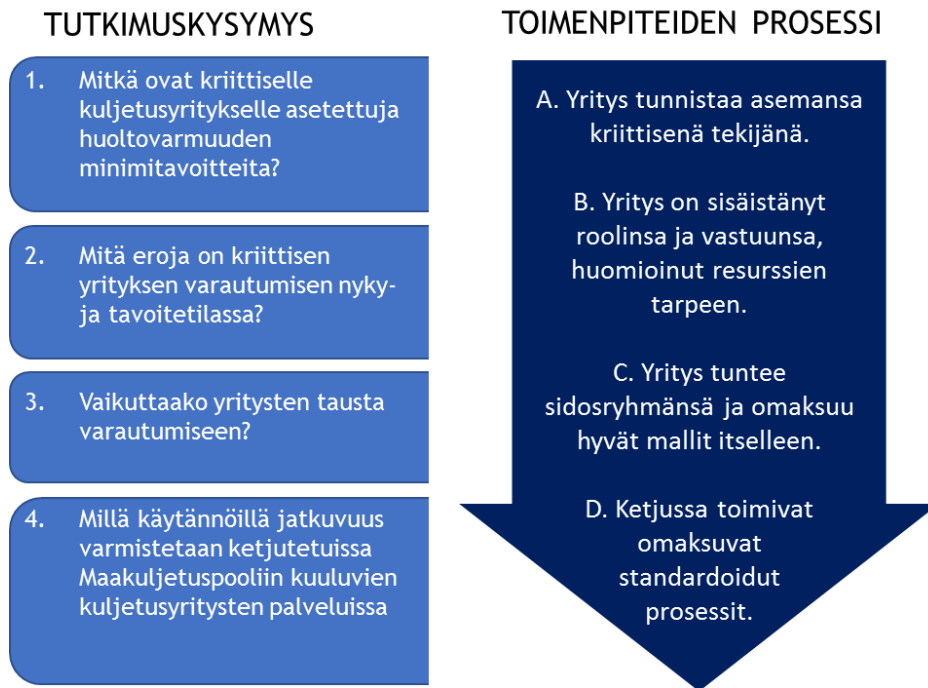 TUTKIMUSKYSYMYS
1. Mitkä ovat kriittiselle
kuljetusyritykselle asetettuja
huoltovarmuuden
minimitavoitteita?
2. Mitä eroja on kriittisen
yrityksen varautumisen nyky-
ja tavoitetilassa?
3. Vaikuttaako yritysten tausta
varautumiseen?
4. Millä käytännöillä jatkuvuus
varmistetaan ketjutetuissa
Maakuljetuspooliin kuuluvien
kuljetusyritysten palveluissa
TOIMENPITEIDEN PROSESSI
A. Yritys tunnistaa asemansa
kriittisenä tekijänä.
B. Yritys on sisäistänyt
roolinsa ja vastuunsa,
huomioinut resurssien
tarpeen.
C. Yritys tuntee
sidosryhmänsä ja omaksuu
hyvät mallit itselleen.
D. Ketjussa toimivat
omaksuvat
standardoidut
prosessit.